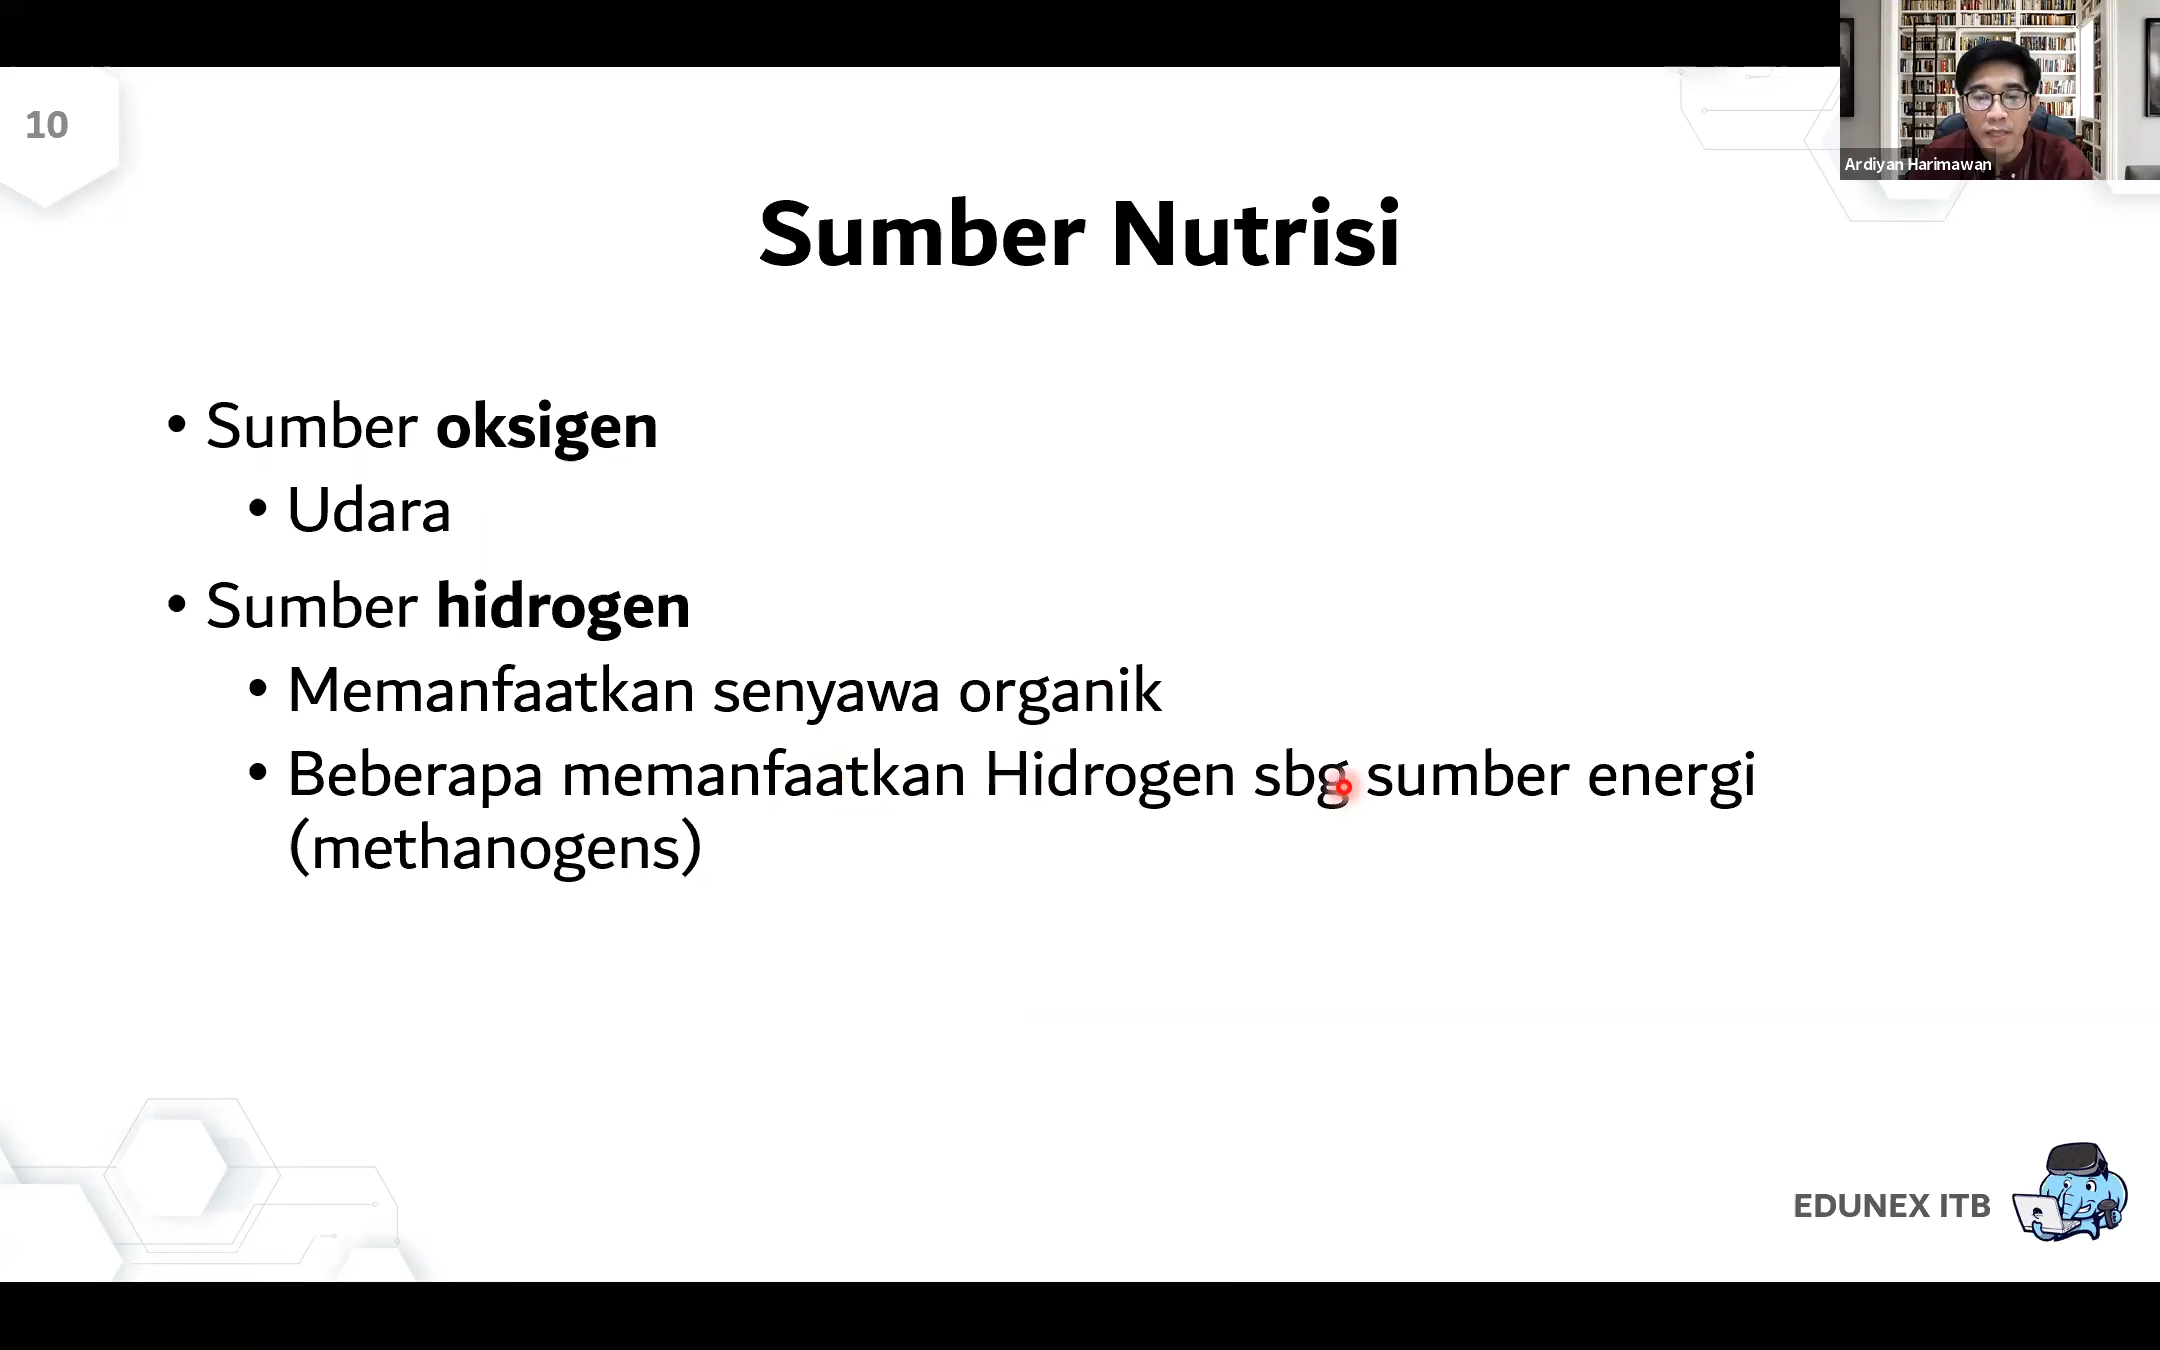 10
Ardiyan Harimawan
Sumber Nutrisi
• Sumber oksigen
• Udara
• Sumber hidrogen
• Memanfaatkan senyawa organik
• Beberapa memanfaatkan Hidrogen sbg sumber energi
(methanogens)
EDUNEX ITB